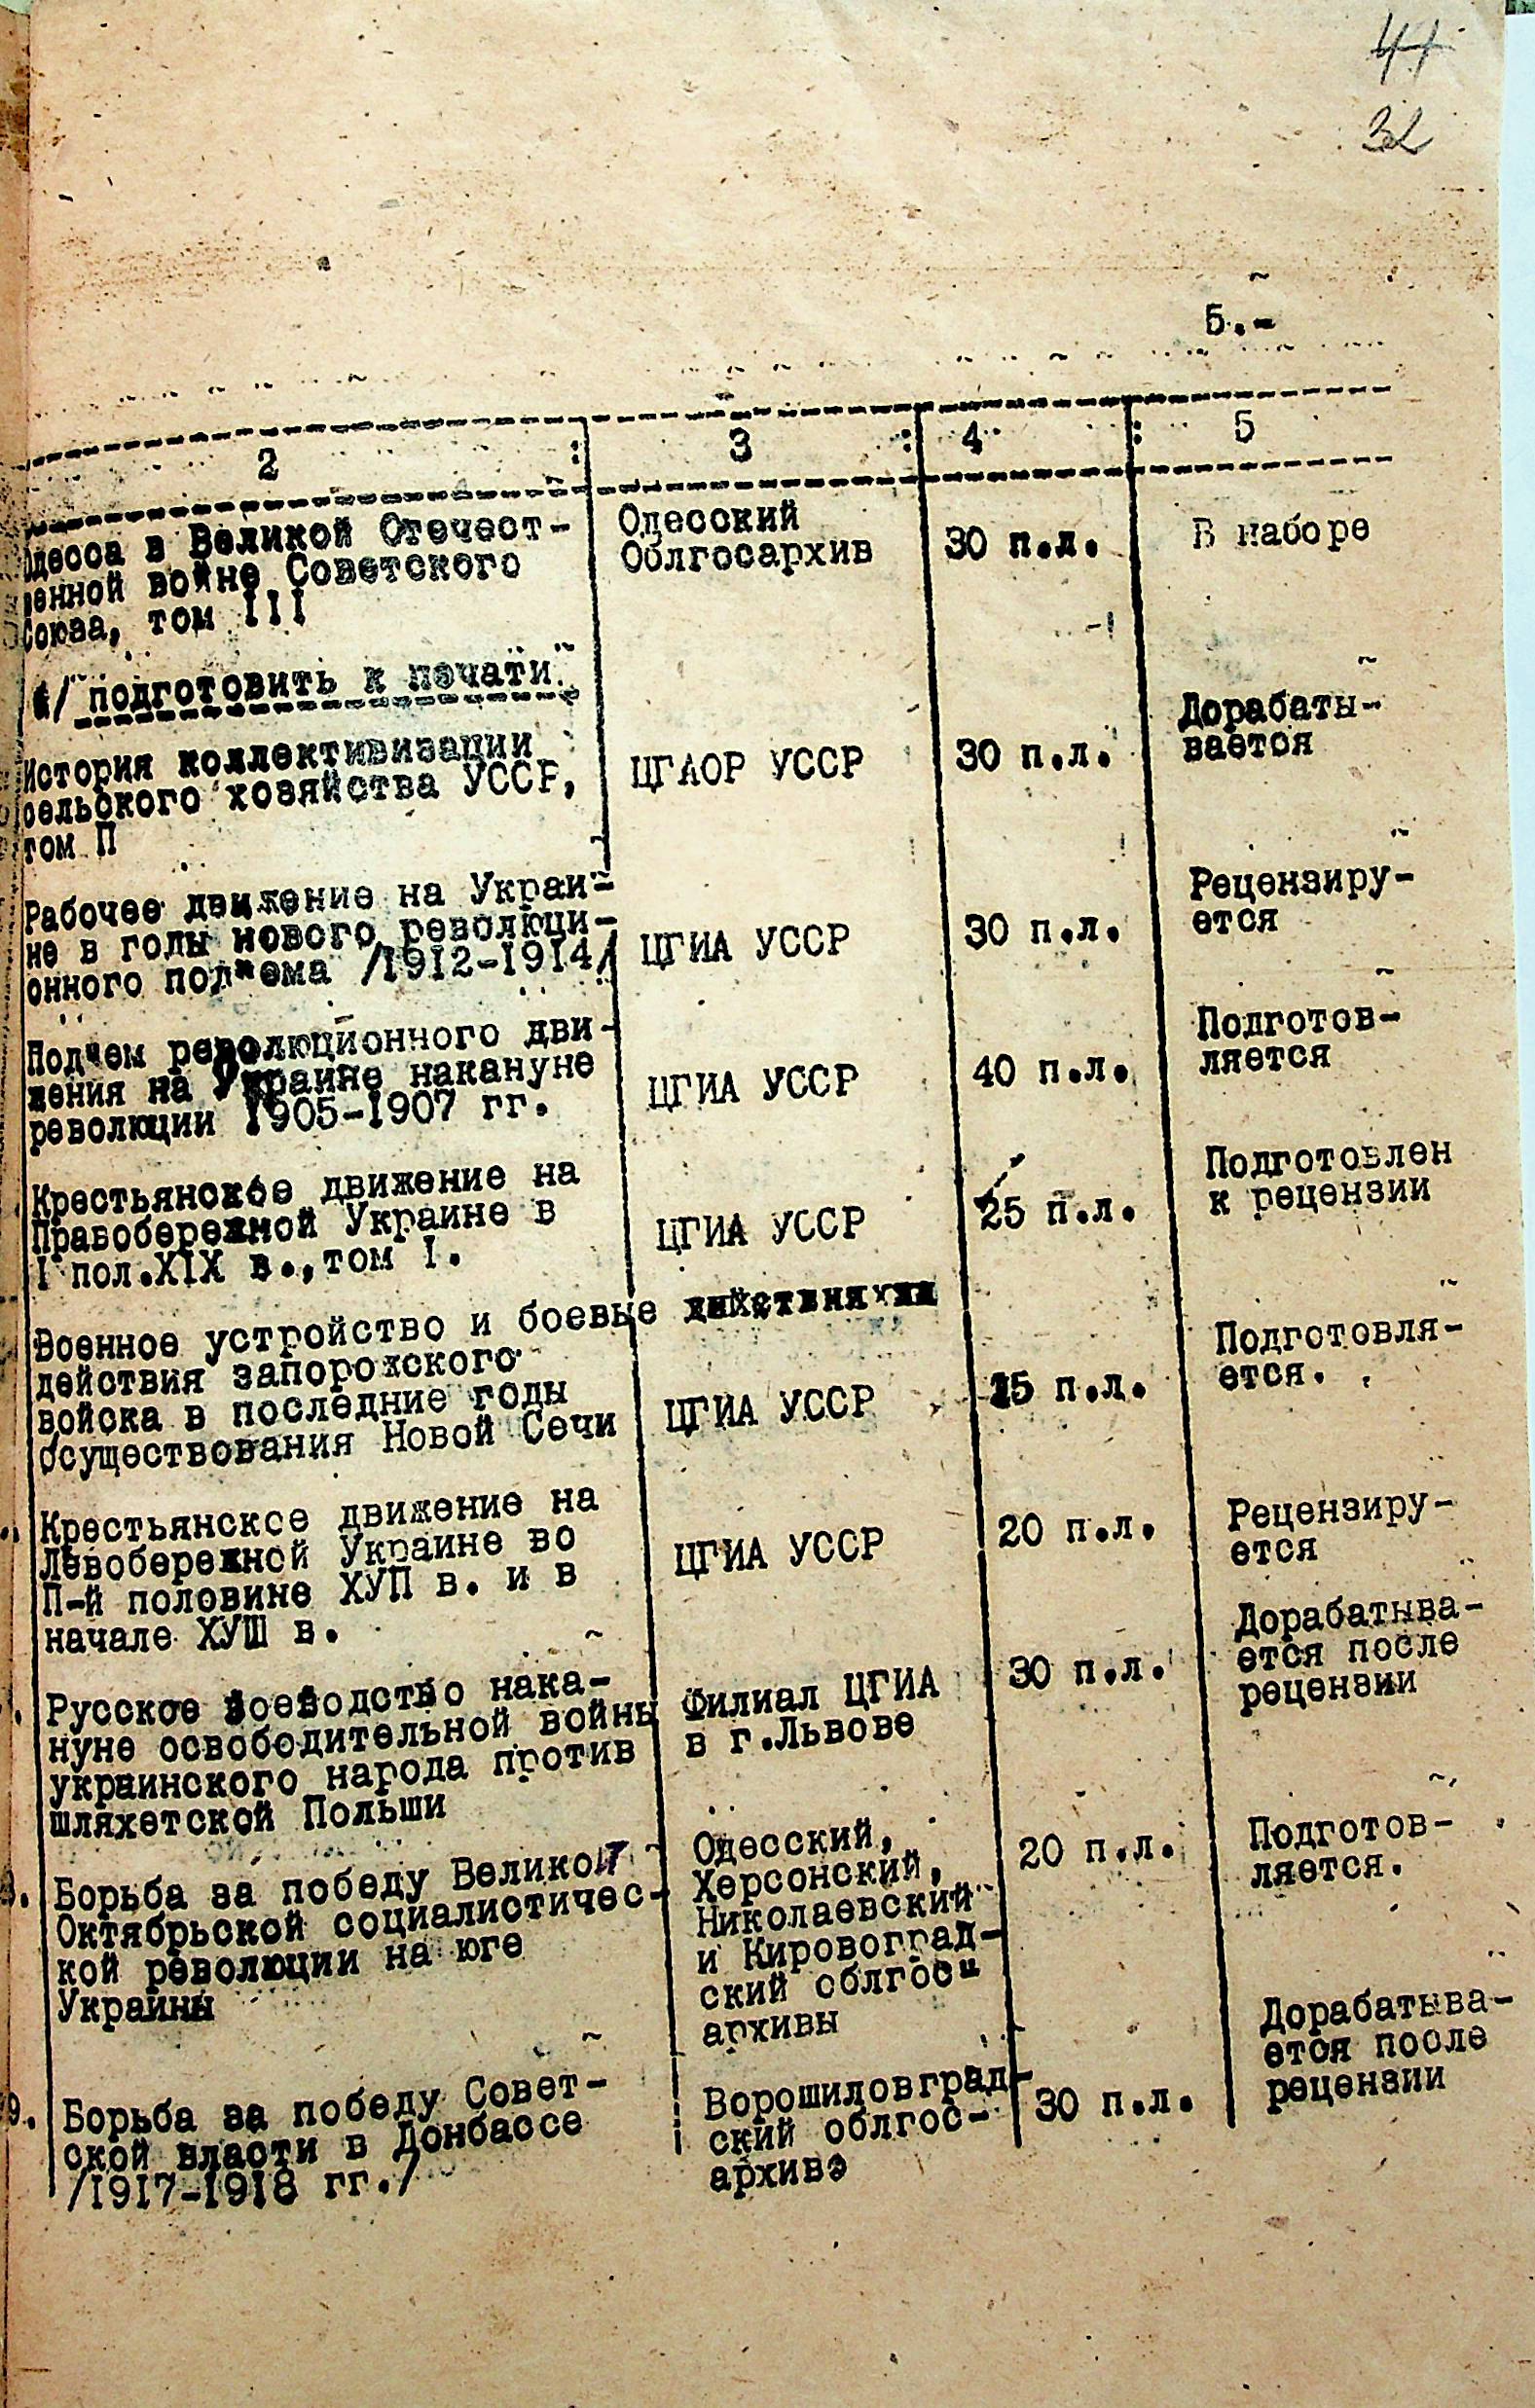 41
32
5.-
2 : 3 : 4 : 5
Одесса в Великой Отечест-
венной войне Советского
Союза, том III
Одесский
Облгосархив
30 п.л.
В наборе
/ подготовить к печати
История коллективизации
сельского хозяйства УССР,
том П
ЦГАОР УССР
30 п.л.
Дорабаты-
вается
Рабочее движение на Украи-
не в годы нового революци-
онного под"ема /1912-1914/
ЦГИА УССР
30 п.л.
Рецензиру-
ется
Подчем революционного дви-
жения на Украине накануне
революции 1905-1907 гг.
ЦГИА УССР
40 п.л.
Подготов-
ляется
Крестьянское движение на
Правобережной Украине в
I пол.XIX в.,том I.
ЦГИА УССР
25 п.л.
Подготовлен
к рецензии
Военное устройство и боевые
действия запорожского
войска в последние годы
осуществования Новой Сечи
ЦГИА УССР
15 п.л.
Подготовля-
ется.
Крестьянское движение на
Левобережной Украине во
П-й половине ХУП в. и в
начале ХУШ в.
ЦГИА УССР
20 п.л.
Рецензиру-
ется
Русское воеводство нака-
нуне освободительной войны
украинского народа против
шляхетской Польши
Филиал ЦГИА
в г.Львове
30 п.л.
Дорабатыва-
ется после
рецензии
Борьба за победу Великой
Октябрьской социалистичес-
кой революции на юге
Украины
Одесский,
Херсонский,
Николаевский
и Кировоград-
ский облгос-
архивы
20 п.л.
Подготов-
ляется.
9. Борьба за победу Совет-
ской власти в Донбассе
/1917-1918 гг./
Ворошиловград-
ский облгос-
архивэ
30 п.л.
Дорабатыва-
ется после
рецензии